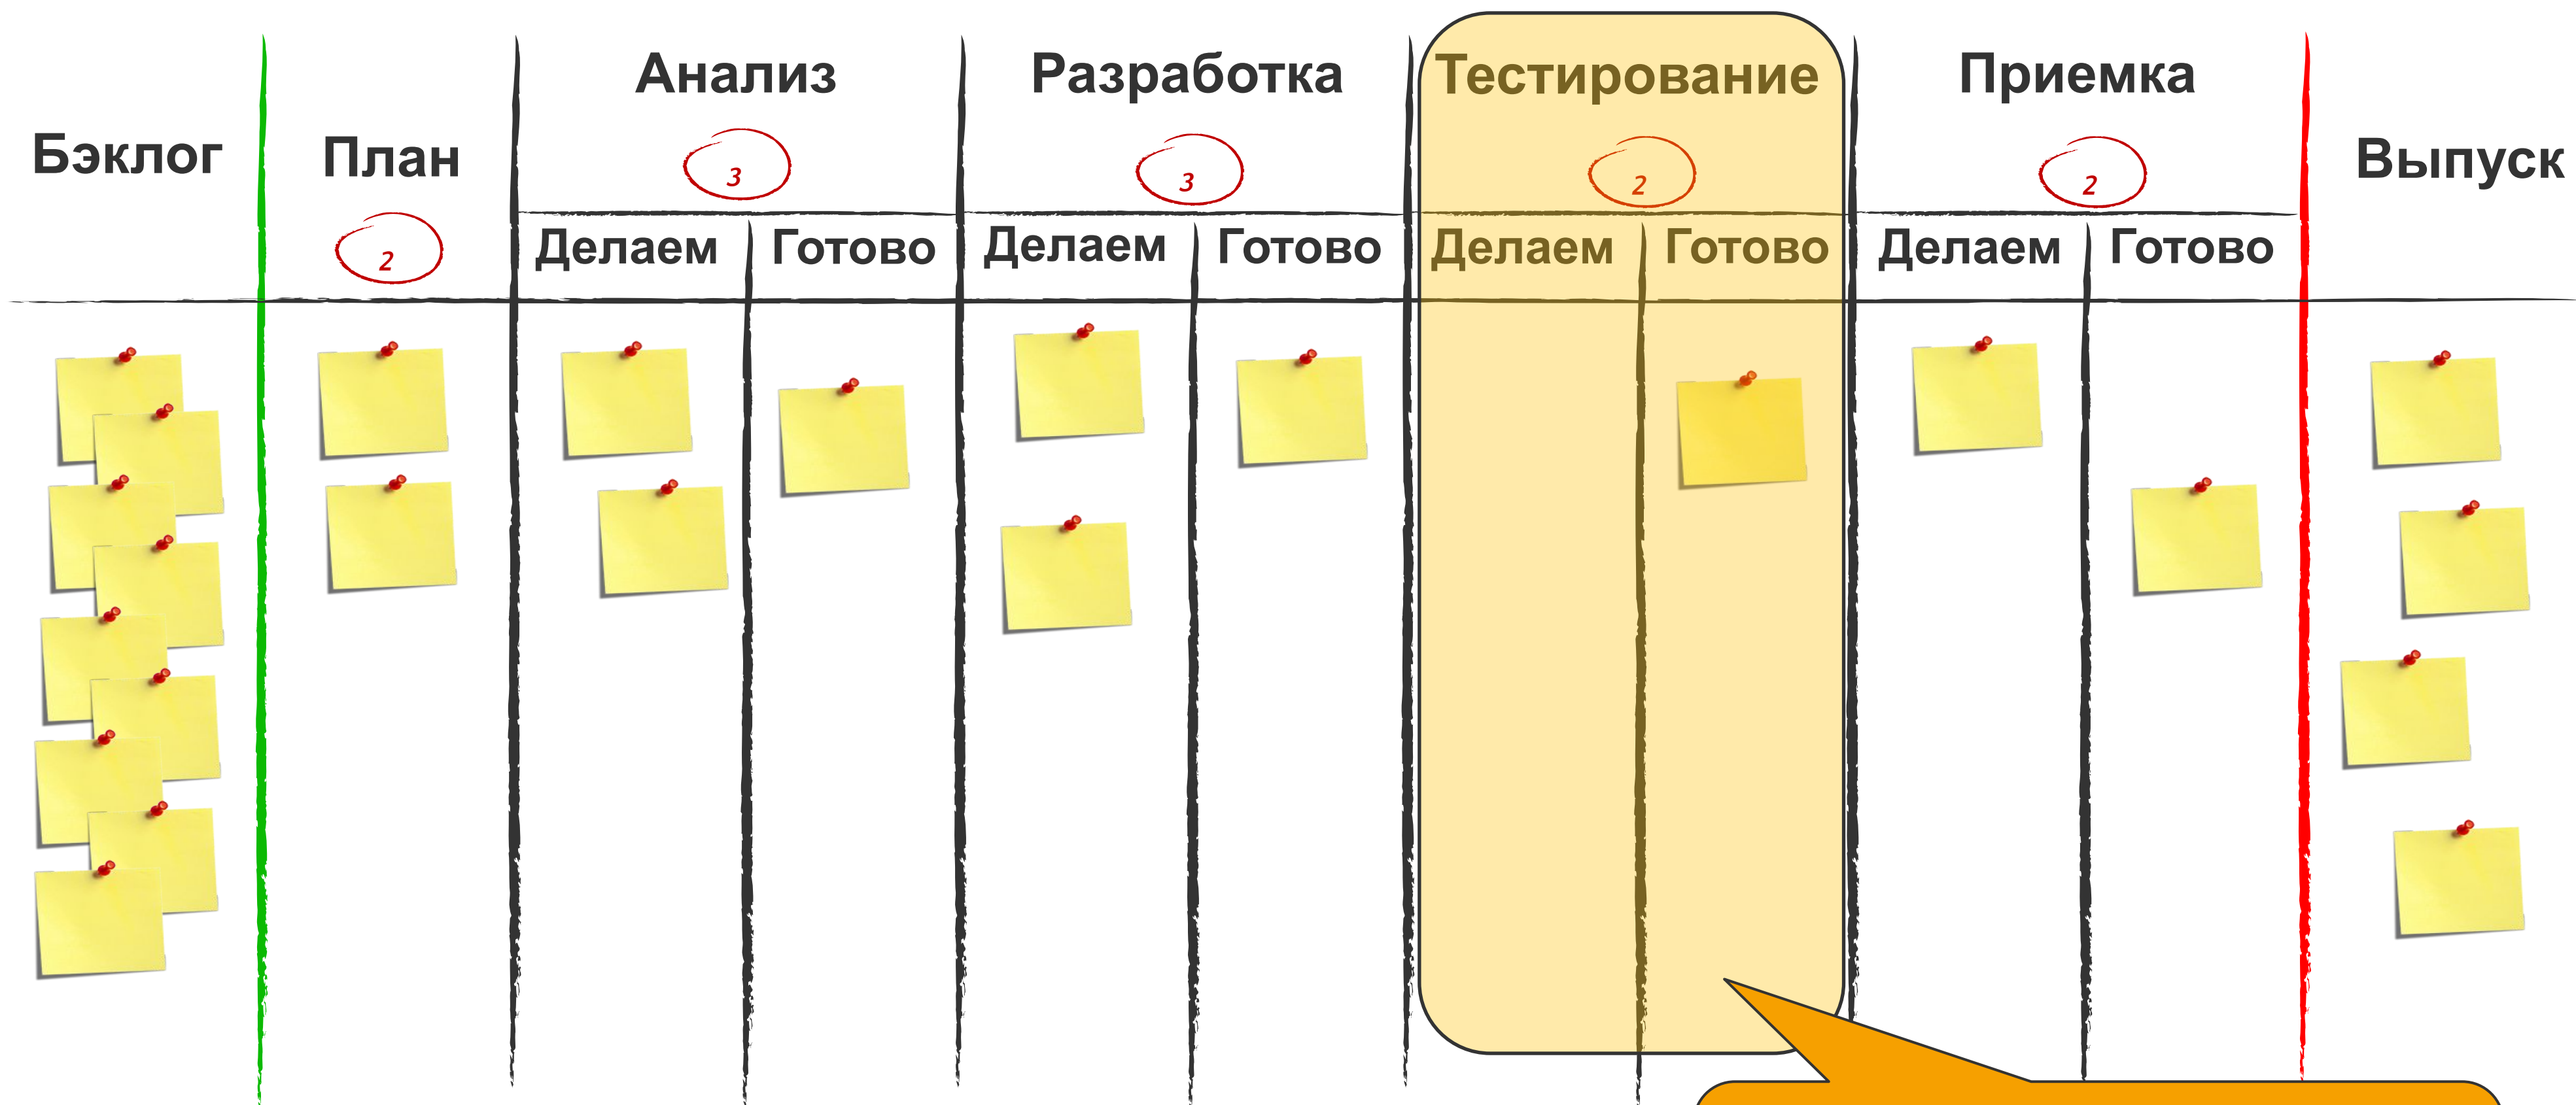 Бэклог
План
2
Анализ
3
Делаем Готово
Разработка
3
Делаем Готово
Тестирование
2
Делаем Готово
Приемка
2
Делаем Готово
Выпуск